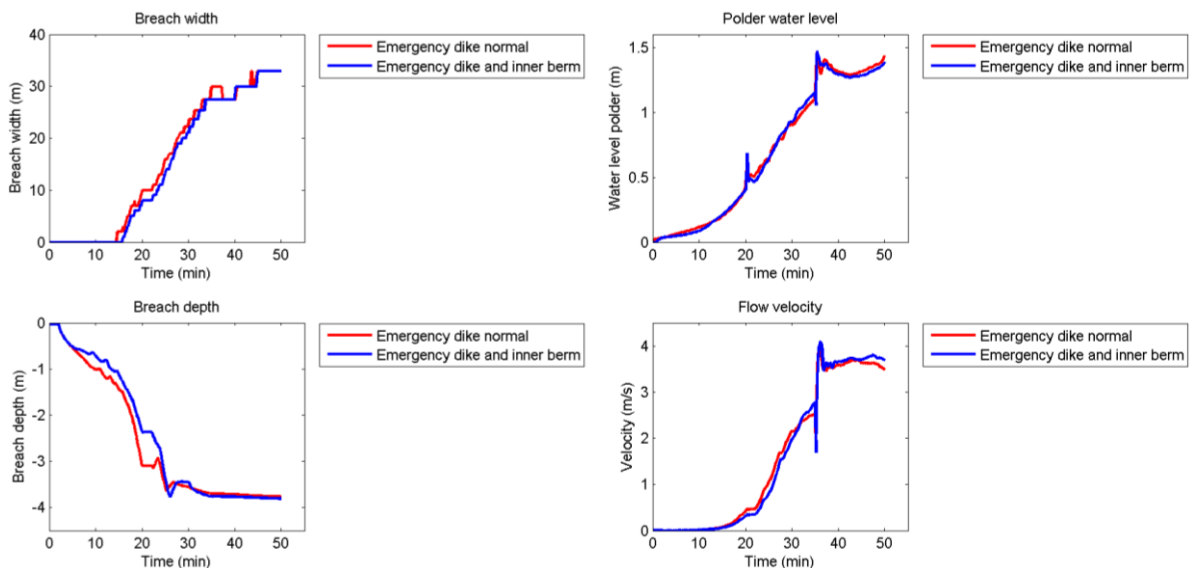 Breach width
Breach width (m)
40
30
20
10
0
0 10 20 30 40 50
Time (min)
Emergency dike normal
Emergency dike and inner berm
Polder water level
Water level polder (m)
1.5
1
0.5
0
0 10 20 30 40 50
Time (min)
Emergency dike normal
Emergency dike and inner berm
Breach depth
Breach depth (m)
0
-1
-2
-3
-4
0 10 20 30 40 50
Time (min)
Emergency dike normal
Emergency dike and inner berm
Flow velocity
Velocity (m/s)
4
3
2
1
0
0 10 20 30 40 50
Time (min)
Emergency dike normal
Emergency dike and inner berm